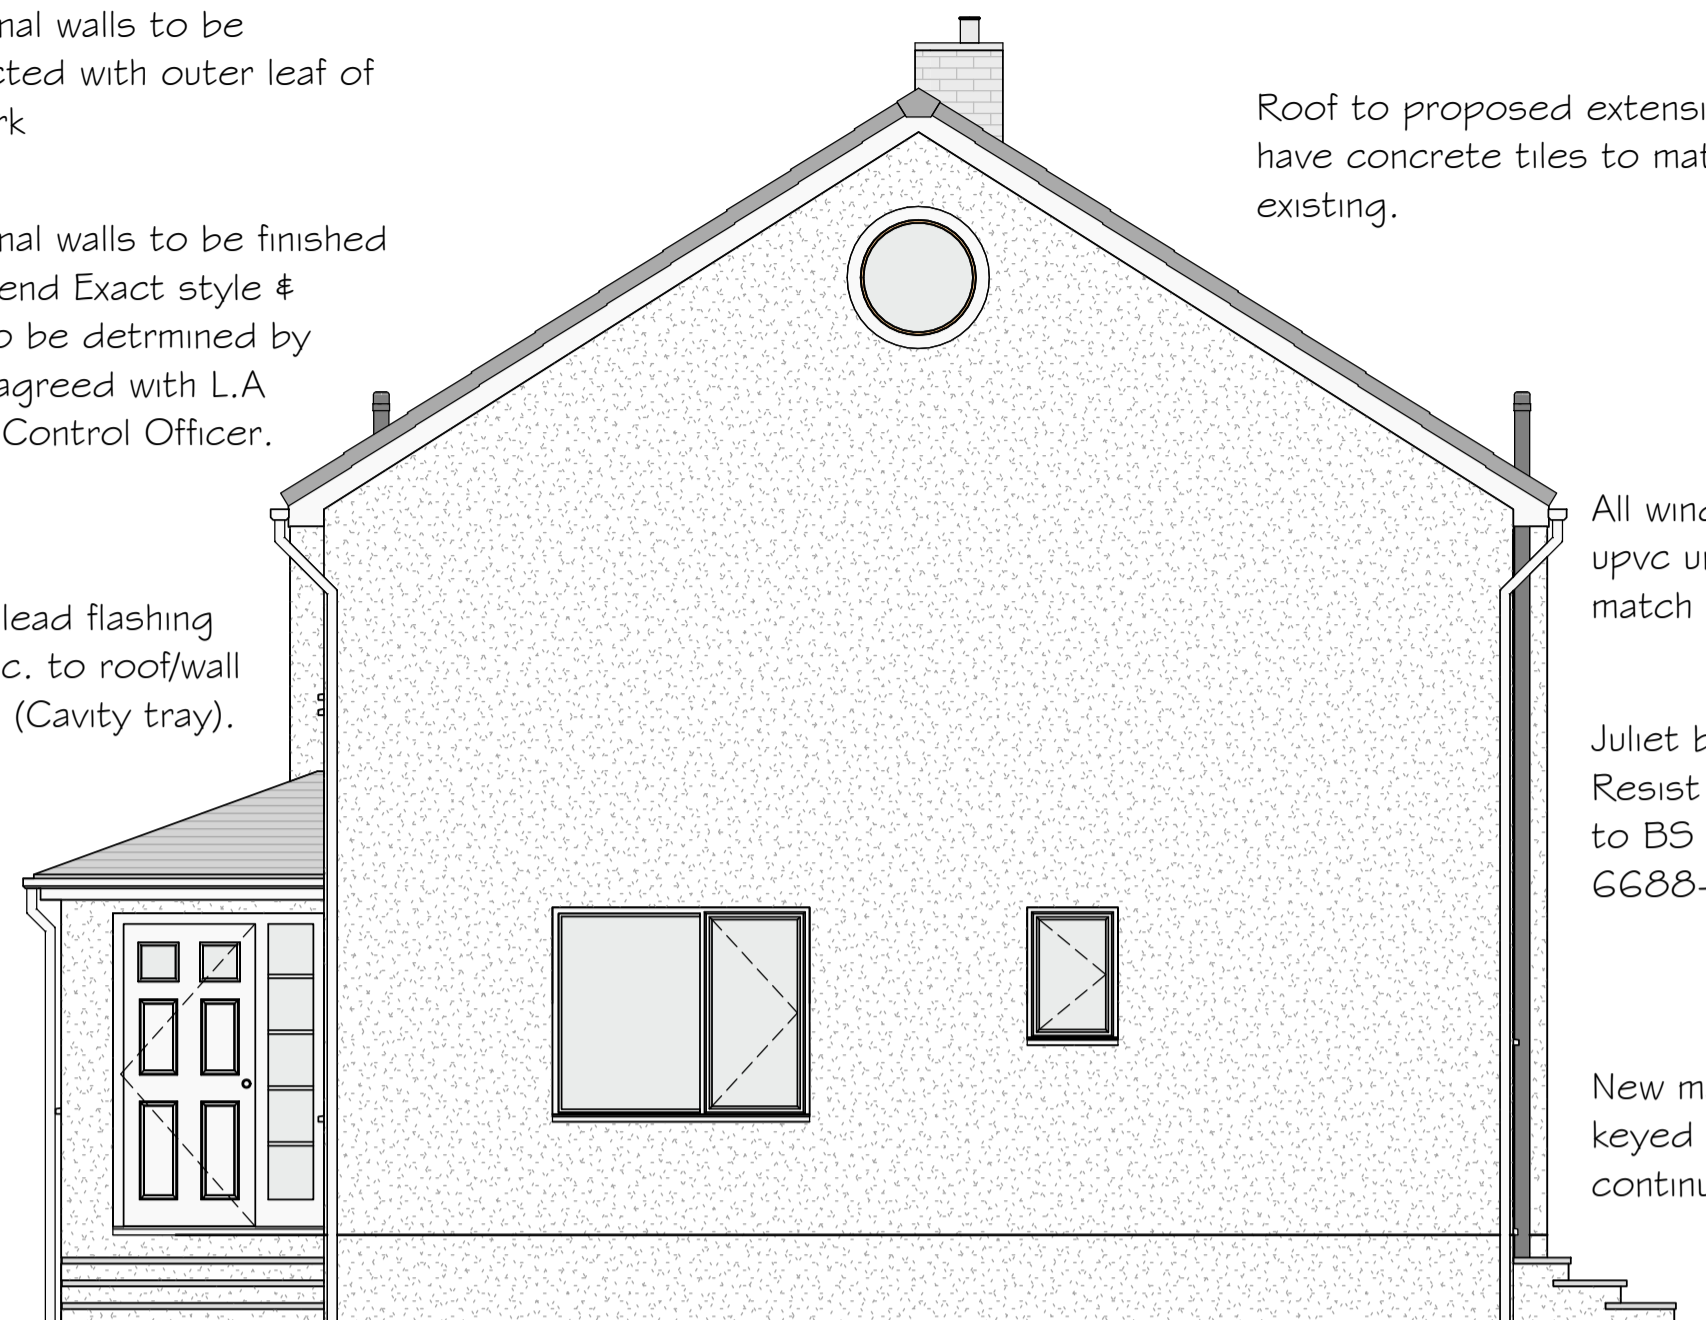 nal walls to be
cted with outer leaf of
rk
nal walls to be finished
end Exact style &
o be detrmined by
agreed with L.A
Control Officer.
lead flashing
c. to roof/wall
(Cavity tray).
Roof to proposed extensi
have concrete tiles to mat
existing.
All wind
upvc un
match
Juliet b
Resist
to BS
6688-
New m
keyed
continu